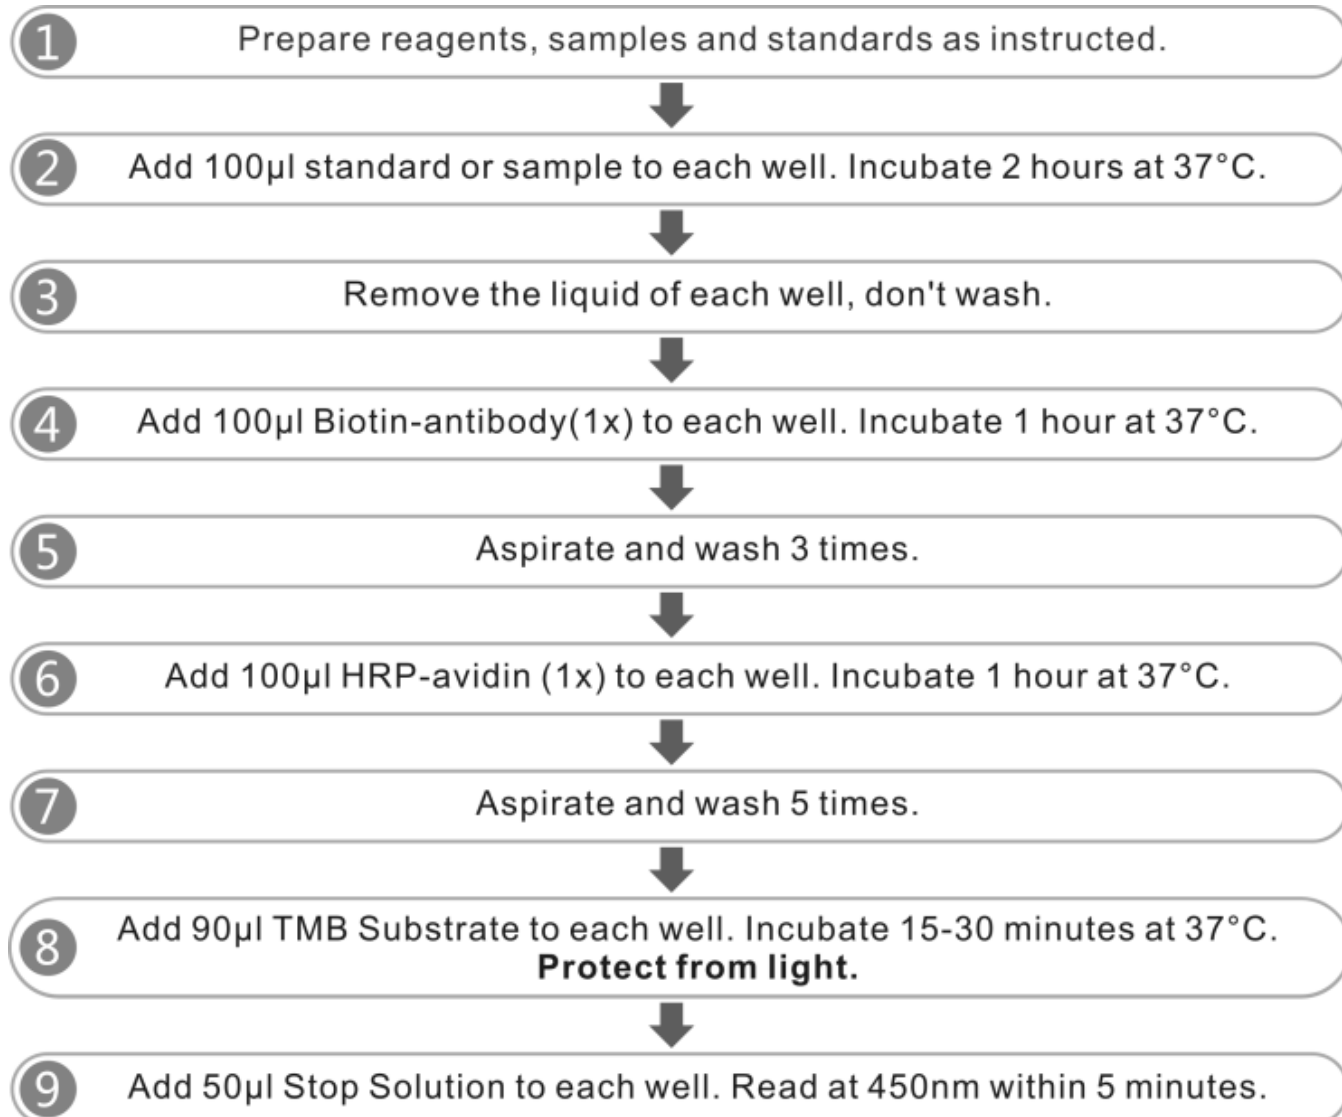 1
Prepare reagents, samples and standards as instructed.
2
Add 100µl standard or sample to each well. Incubate 2 hours at 37°C.
3
Remove the liquid of each well, don't wash.
4
Add 100µl Biotin-antibody(1x) to each well. Incubate 1 hour at 37°C.
5
Aspirate and wash 3 times.
6
Add 100µl HRP-avidin (1x) to each well. Incubate 1 hour at 37°C.
7
Aspirate and wash 5 times.
8
Add 90µl TMB Substrate to each well. Incubate 15-30 minutes at 37°C.
Protect from light.
9
Add 50µl Stop Solution to each well. Read at 450nm within 5 minutes.